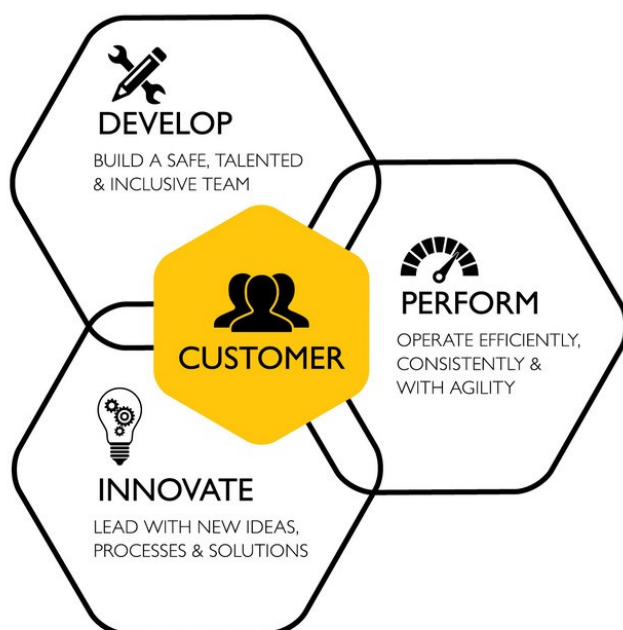 DEVELOP
BUILD A SAFE, TALENTED
& INCLUSIVE TEAM
CUSTOMER
PERFORM
OPERATE EFFICIENTLY,
CONSISTENTLY &
WITH AGILITY
INNOVATE
LEAD WITH NEW IDEAS,
PROCESSES & SOLUTIONS